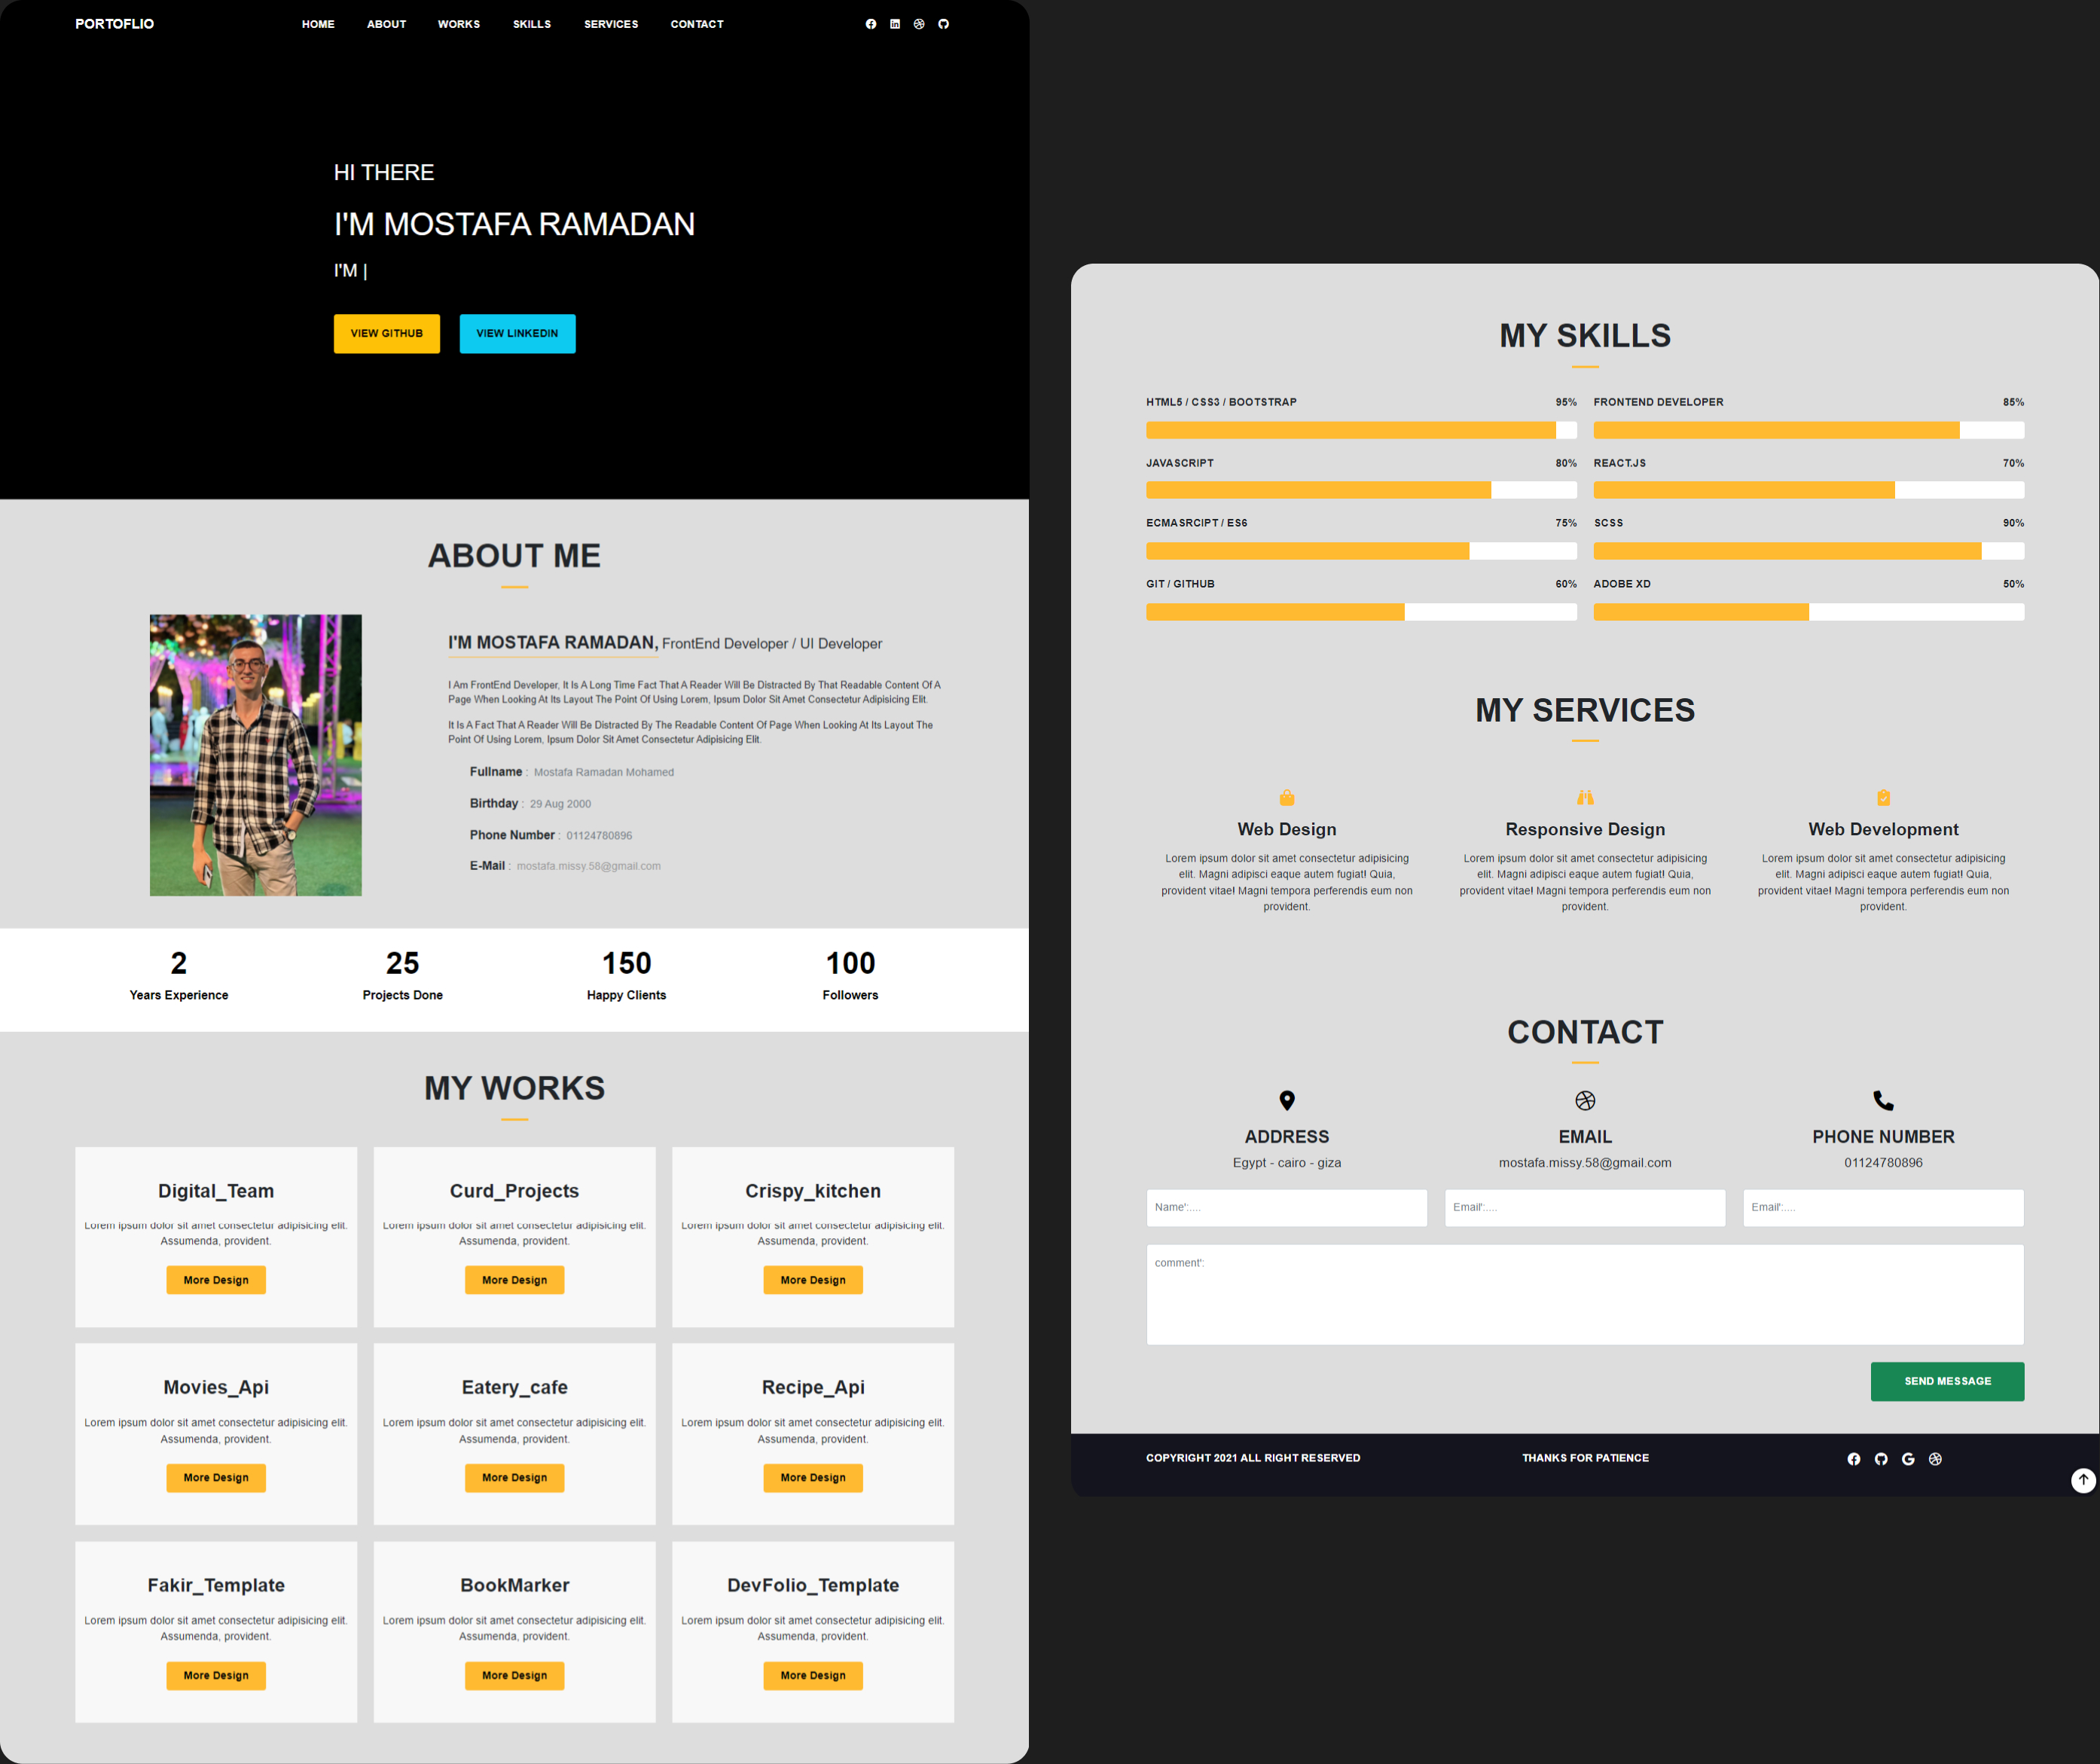 PORTOFLIO
HOME ABOUT WORKS SKILLS SERVICES CONTACT
HI THERE
I'M MOSTAFA RAMADAN
I'M |
VIEW GITHUB VIEW LINKEDIN
ABOUT ME
I'M MOSTAFA RAMADAN, FrontEnd Developer / UI Developer
I Am FrontEnd Developer, It Is A Long Time Fact That A Reader Will Be Distracted By That Readable Content Of A
Page When Looking At Its Layout The Point Of Using Lorem, Ipsum Dolor Sit Amet Consectetur Adipisicing Elit.
It Is A Fact That A Reader Will Be Distracted By The Readable Content Of Page When Looking At Its Layout The
Point Of Using Lorem, Ipsum Dolor Sit Amet Consectetur Adipisicing Elit.
Fullname : Mostafa Ramadan Mohamed
Birthday : 29 Aug 2000
Phone Number : 01124780896
E-Mail : mostafa.missy.58@gmail.com
2 25 150 100
Years Experience Projects Done Happy Clients Followers
MY WORKS
Digital_Team Curd_Projects Crispy_kitchen
Lorem ipsum dolor sit amet consectetur adipisicing elit. Lorem ipsum dolor sit amet consectetur adipisicing elit. Lorem ipsum dolor sit amet consectetur adipisicing elit.
Assumenda, provident. Assumenda, provident. Assumenda, provident.
More Design More Design More Design
Movies_Api Eatery_cafe Recipe_Api
Lorem ipsum dolor sit amet consectetur adipisicing elit. Lorem ipsum dolor sit amet consectetur adipisicing elit. Lorem ipsum dolor sit amet consectetur adipisicing elit.
Assumenda, provident. Assumenda, provident. Assumenda, provident.
More Design More Design More Design
Fakir_Template BookMarker DevFolio_Template
Lorem ipsum dolor sit amet consectetur adipisicing elit. Lorem ipsum dolor sit amet consectetur adipisicing elit. Lorem ipsum dolor sit amet consectetur adipisicing elit.
Assumenda, provident. Assumenda, provident. Assumenda, provident.
More Design More Design More Design
MY SKILLS
HTML5 / CSS3 / BOOTSTRAP 95% FRONTEND DEVELOPER 85%
JAVASCRIPT 80% REACT.JS 70%
ECMASRCIPT / ES6 75% SCSS 90%
GIT / GITHUB 60% ADOBE XD 50%
MY SERVICES
Web Design Responsive Design Web Development
Lorem ipsum dolor sit amet consectetur adipisicing Lorem ipsum dolor sit amet consectetur adipisicing Lorem ipsum dolor sit amet consectetur adipisicing
elit. Magni adipisci eaque autem fugiat! Quia, elit. Magni adipisci eaque autem fugiat! Quia, elit. Magni adipisci eaque autem fugiat! Quia,
provident vitae! Magni tempora perferendis eum non provident vitae! Magni tempora perferendis eum non provident vitae! Magni tempora perferendis eum non
provident. provident. provident.
CONTACT
ADDRESS EMAIL PHONE NUMBER
Egypt - cairo - giza mostafa.missy.58@gmail.com 01124780896
Name':.... Email':.... Email':....
comment':
SEND MESSAGE
COPYRIGHT 2021 ALL RIGHT RESERVED THANKS FOR PATIENCE